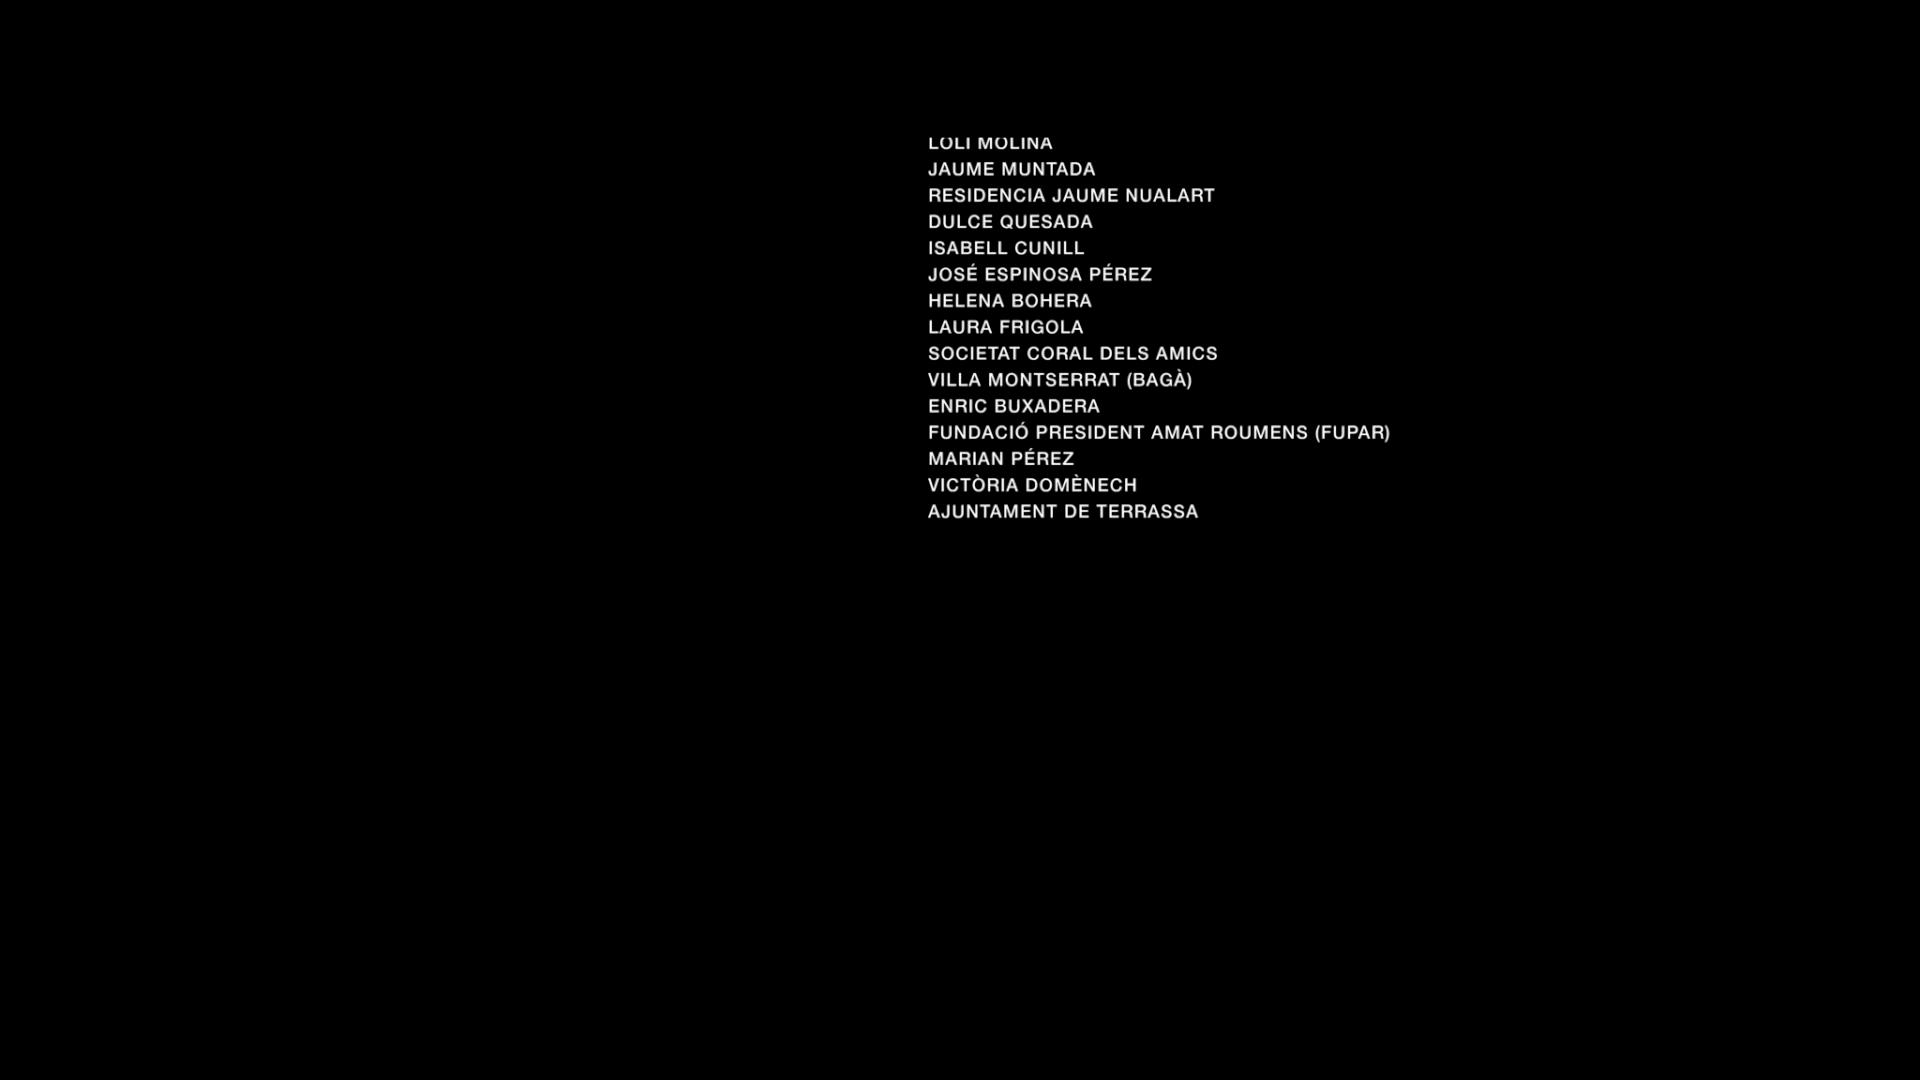 LOLI MOLINA
JAUME MUNTADA
RESIDENCIA JAUME NUALART
DULCE QUESADA
ISABELL CUNILL
JOSÉ ESPINOSA PÉREZ
HELENA BOHERA
LAURA FRIGOLA
SOCIETAT CORAL DELS AMICS
VILLA MONTSERRAT (BAGÀ)
ENRIC BUXADERA
FUNDACIÓ PRESIDENT AMAT ROUMENS (FUPAR)
MARIAN PÉREZ
VICTÒRIA DOMÈNECH
AJUNTAMENT DE TERRASSA